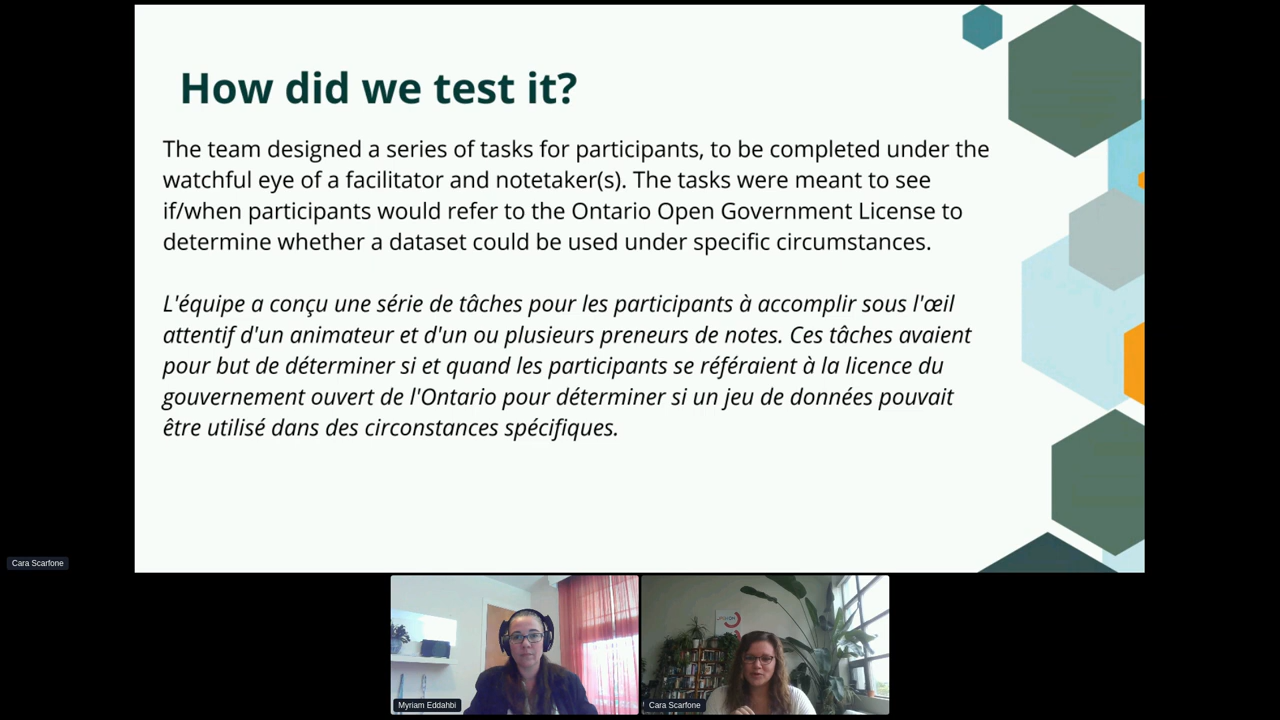 How did we test it?
The team designed a series of tasks for participants, to be completed under the
watchful eye of a facilitator and notetaker(s). The tasks were meant to see
if/when participants would refer to the Ontario Open Government License to
determine whether a dataset could be used under specific circumstances.
L'équipe a conçu une série de tâches pour les participants à accomplir sous l'œil
attentif d'un animateur et d'un ou plusieurs preneurs de notes. Ces tâches avaient
pour but de déterminer si et quand les participants se référaient à la licence du
gouvernement ouvert de l'Ontario pour déterminer si un jeu de données pouvait
être utilisé dans des circonstances spécifiques.
Cara Scarfone
Myriam Eddahbi
Cara Scarfone